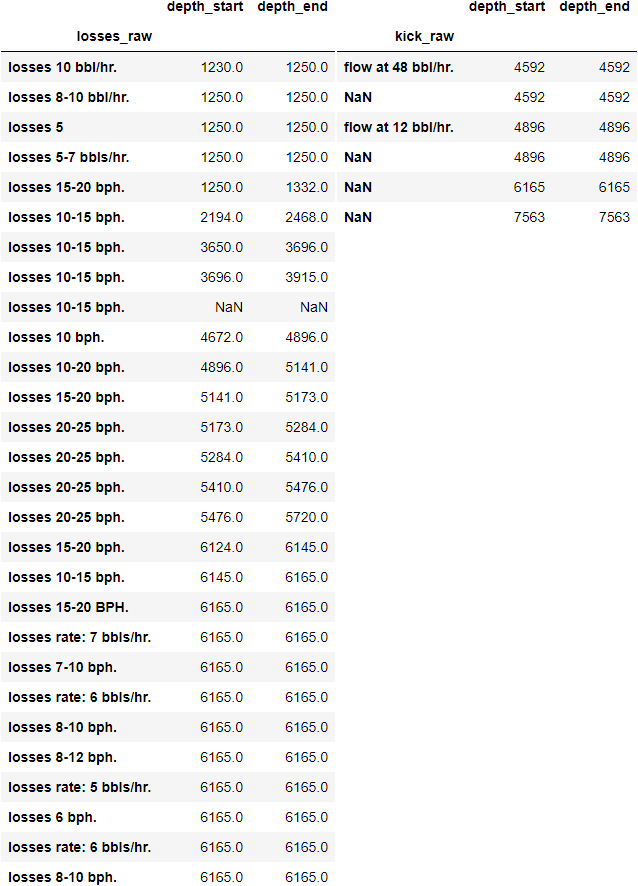 depth_start depth_end
losses_raw
losses 10 bbl/hr. 1230.0 1250.0
losses 8-10 bbl/hr. 1250.0 1250.0
losses 5 1250.0 1250.0
losses 5-7 bbls/hr. 1250.0 1250.0
losses 15-20 bph. 1250.0 1332.0
losses 10-15 bph. 2194.0 2468.0
losses 10-15 bph. 3650.0 3696.0
losses 10-15 bph. 3696.0 3915.0
losses 10-15 bph. NaN NaN
losses 10 bph. 4672.0 4896.0
losses 10-20 bph. 4896.0 5141.0
losses 15-20 bph. 5141.0 5173.0
losses 20-25 bph. 5173.0 5284.0
losses 20-25 bph. 5284.0 5410.0
losses 20-25 bph. 5410.0 5476.0
losses 20-25 bph. 5476.0 5720.0
losses 15-20 bph. 6124.0 6145.0
losses 10-15 bph. 6145.0 6165.0
losses 15-20 BPH. 6165.0 6165.0
losses rate: 7 bbls/hr. 6165.0 6165.0
losses 7-10 bph. 6165.0 6165.0
losses rate: 6 bbls/hr. 6165.0 6165.0
losses 8-10 bph. 6165.0 6165.0
losses 8-12 bph. 6165.0 6165.0
losses rate: 5 bbls/hr. 6165.0 6165.0
losses 6 bph. 6165.0 6165.0
losses rate: 6 bbls/hr. 6165.0 6165.0
losses 8-10 bph. 6165.0 6165.0
depth_start depth_end
kick_raw
flow at 48 bbl/hr. 4592 4592
NaN 4592 4592
flow at 12 bbl/hr. 4896 4896
NaN 4896 4896
NaN 6165 6165
NaN 7563 7563